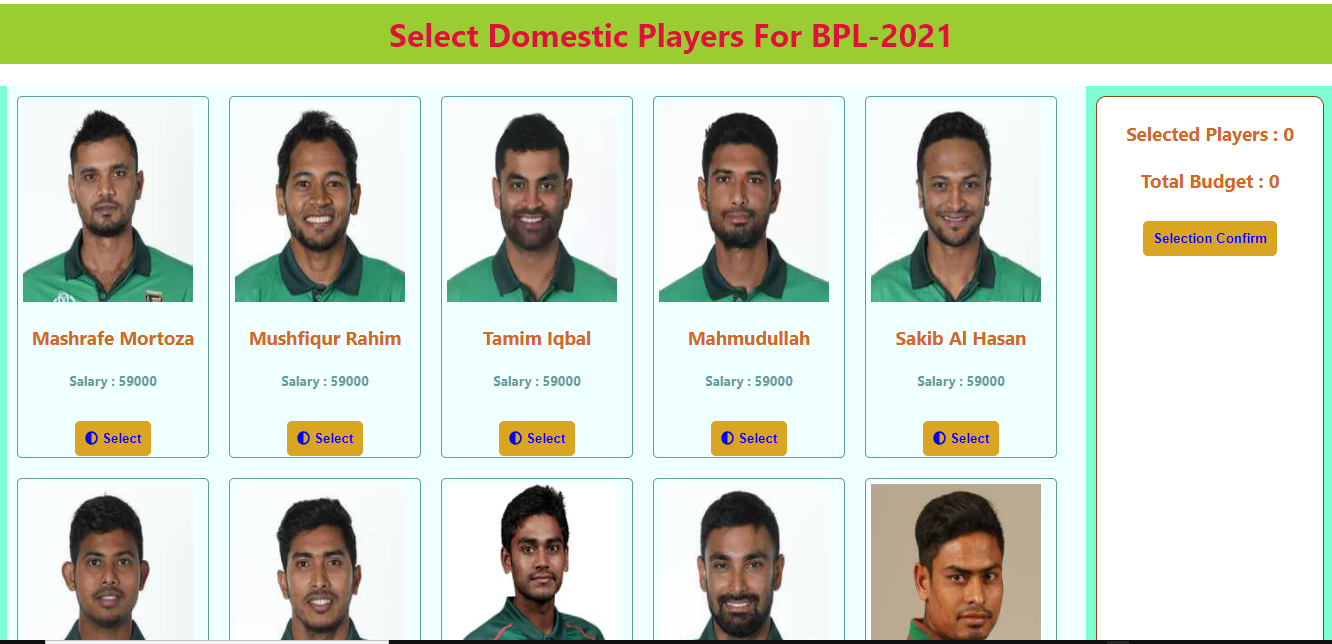 Select Domestic Players For BPL-2021
Mashrafe Mortoza
Salary : 59000
Select
Mushfiqur Rahim
Salary : 59000
Select
Tamim Iqbal
Salary : 59000
Select
Mahmudullah
Salary : 59000
Select
Sakib Al Hasan
Salary : 59000
Select
Selected Players : 0
Total Budget : 0
Selection Confirm